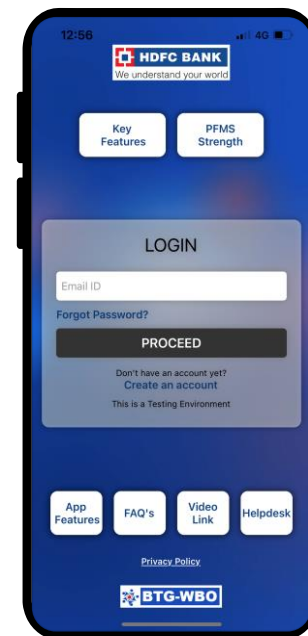 12:56 4G
HDFC BANK
We understand your world
Key
Features
PFMS
Strength
LOGIN
Email ID
Forgot Password?
PROCEED
Don't have an account yet?
Create an account
This is a Testing Environment
App
Features
FAQ's
Video
Link
Helpdesk
Privacy Policy
BTG-WBO